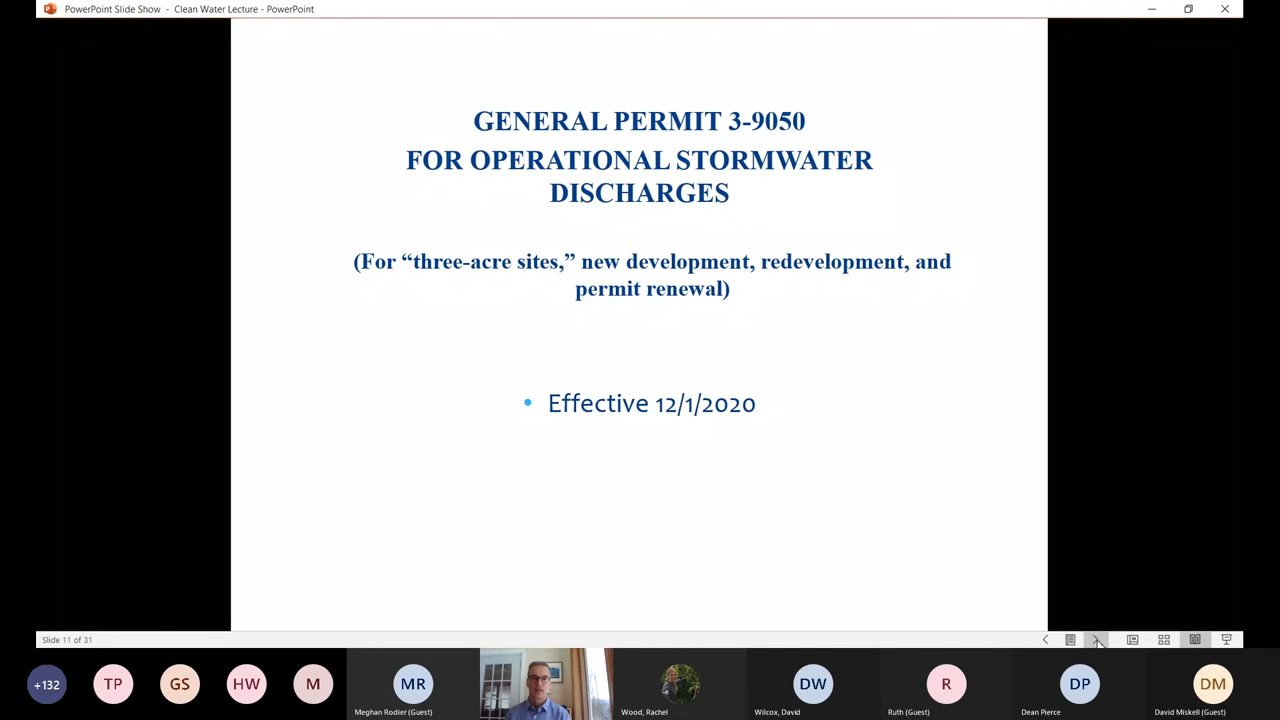 PowerPoint Slide Show - Clean Water Lecture - PowerPoint
GENERAL PERMIT 3-9050
FOR OPERATIONAL STORMWATER
DISCHARGES
(For “three-acre sites,” new development, redevelopment, and
permit renewal)
• Effective 12/1/2020
Slide 11 of 31
+132
TP
GS
HW
M
MR
DW
R
DP
DM
Meghan Rodier (Guest)
Wood, Rachel
Wilcox, David
Ruth (Guest)
Dean Pierce
David Miskell (Guest)